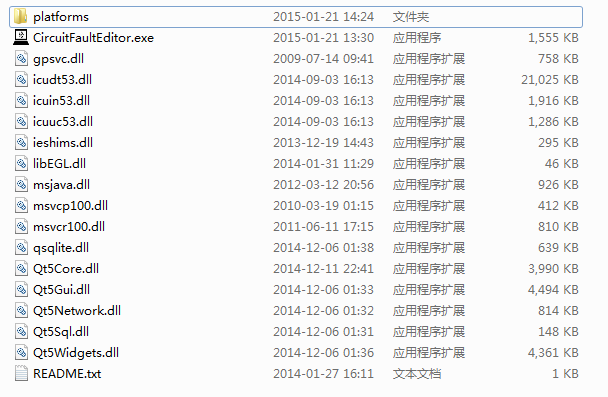 platforms 2015-01-21 14:24 文件夹
CircuitFaultEditor.exe 2015-01-21 13:30 应用程序 1,555 KB
gpsvc.dll 2009-07-14 09:41 应用程序扩展 758 KB
icudt53.dll 2014-09-03 16:13 应用程序扩展 21,025 KB
icuin53.dll 2014-09-03 16:13 应用程序扩展 1,916 KB
icuuc53.dll 2014-09-03 16:13 应用程序扩展 1,286 KB
ieshims.dll 2013-12-19 14:43 应用程序扩展 295 KB
libEGL.dll 2014-01-31 11:29 应用程序扩展 46 KB
msjava.dll 2012-03-12 20:56 应用程序扩展 926 KB
msvcp100.dll 2010-03-19 01:15 应用程序扩展 412 KB
msvcr100.dll 2011-06-11 17:15 应用程序扩展 810 KB
qsqlite.dll 2014-12-06 01:38 应用程序扩展 639 KB
Qt5Core.dll 2014-12-11 22:41 应用程序扩展 3,990 KB
Qt5Gui.dll 2014-12-06 01:33 应用程序扩展 4,494 KB
Qt5Network.dll 2014-12-06 01:32 应用程序扩展 814 KB
Qt5Sql.dll 2014-12-06 01:31 应用程序扩展 148 KB
Qt5Widgets.dll 2014-12-06 01:36 应用程序扩展 4,361 KB
README.txt 2014-01-27 16:11 文本文档 1 KB